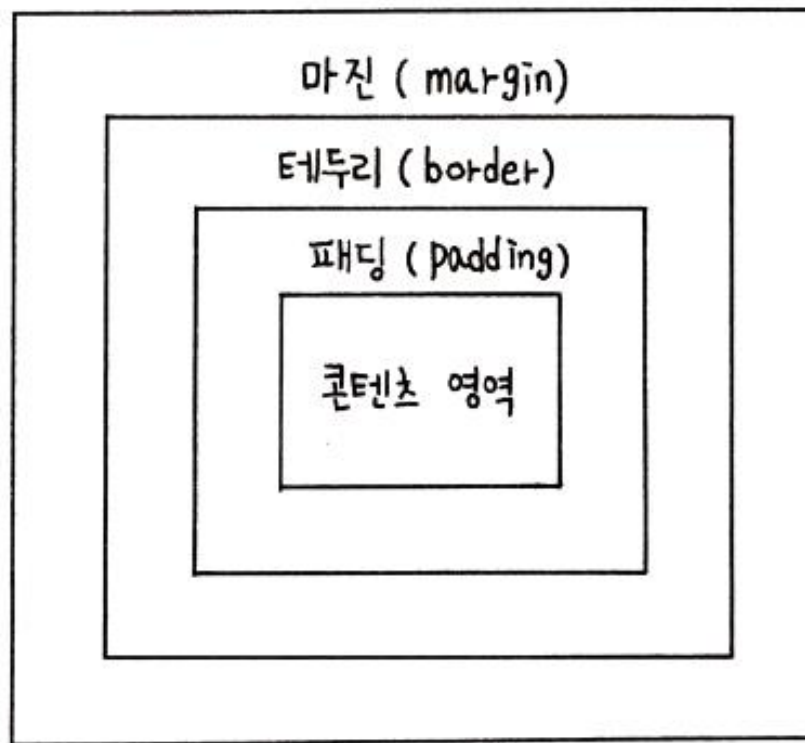 마진 ( margin)
테두리 ( border)
패딩 ( padding)
콘텐츠 영역